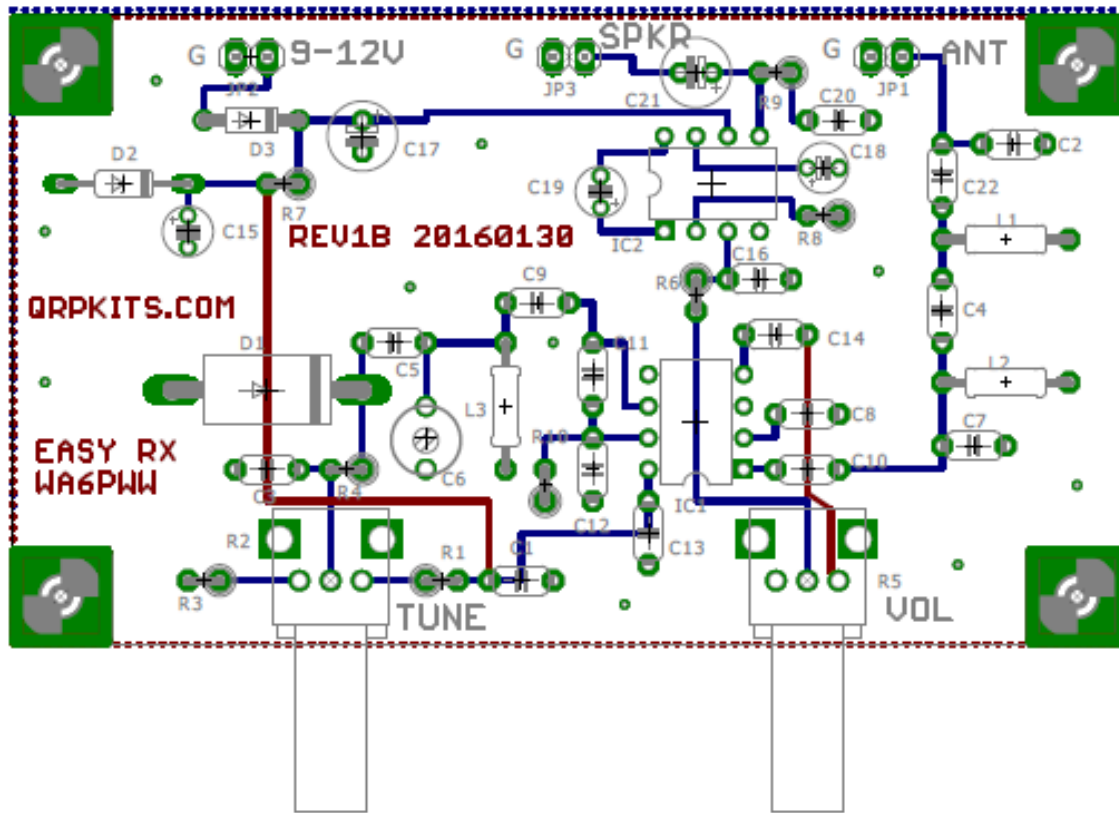 G 9-12V
JP2
G SPKR
JP3
G ANT
JP1
C21
R9
C20
C2
D3
C17
D2
C18
C22
R7
C19
C15
L1
REV1B 20160130
R8
IC2
C16
R6
C9
QRPKITS.COM
C4
D1
C5
C11
C14
L2
L3
C8
C7
EASY RX
R10
WA6PWW
C6
C10
C3
R4
IC1
R2
C12
C13
R1
C1
R3
R5
TUNE
VOL